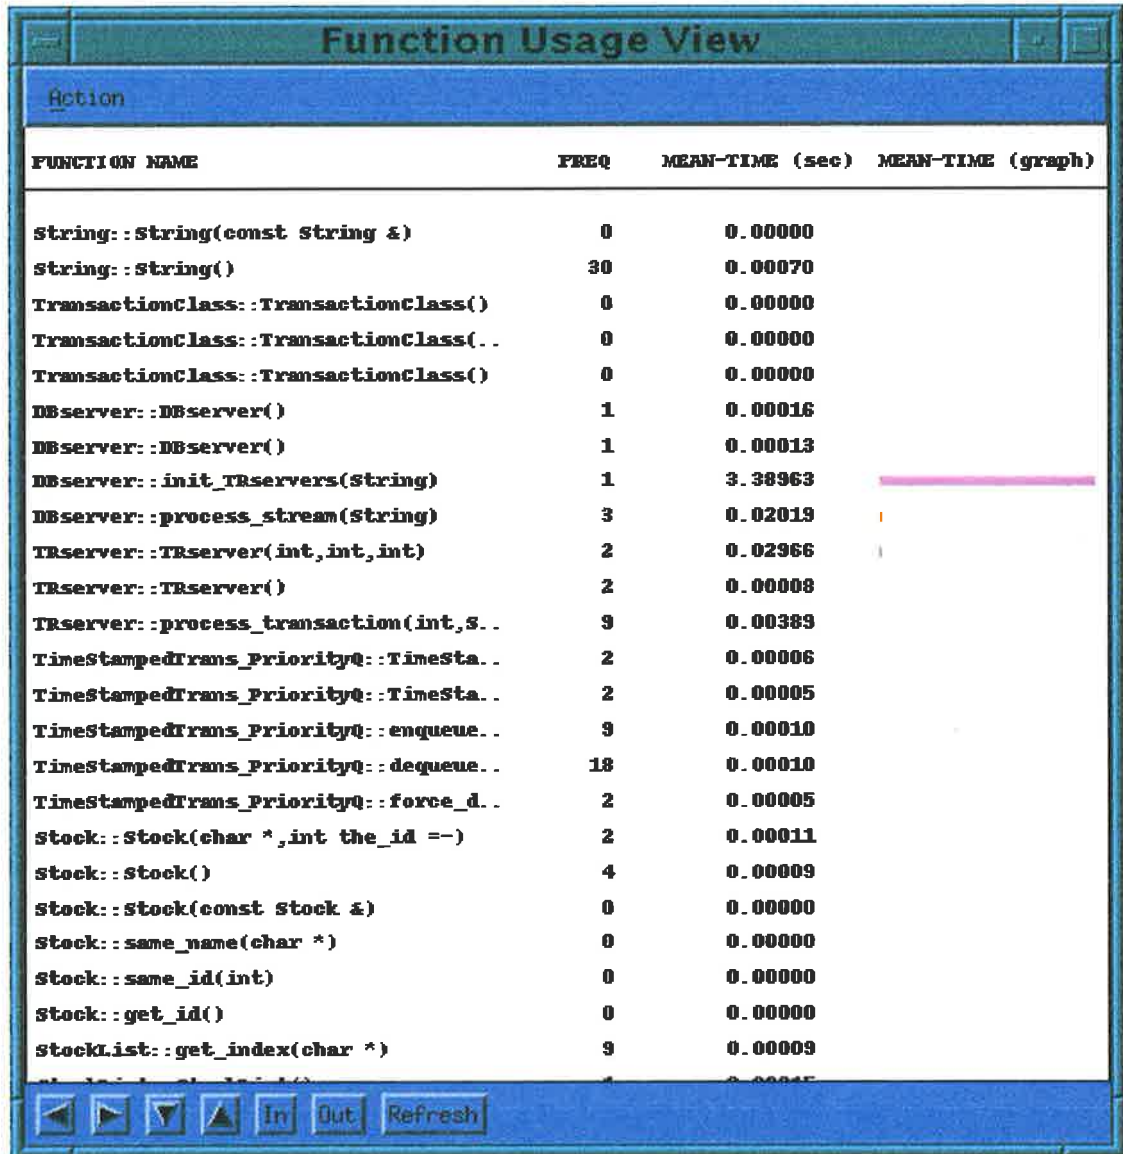 Function Usage View
Action
FUNCTION NAME FREQ MEAN-TIME (sec) MEAN-TIME (graph)
String::String(const String &) 0 0.00000
String::String() 30 0.00070
TransactionClass::TransactionClass() 0 0.00000
TransactionClass::TransactionClass(.. 0 0.00000
TransactionClass::TransactionClass() 0 0.00000
DBserver::DBserver() 1 0.00016
DBserver::DBserver() 1 0.00013
DBserver::init_TRservers(String) 1 3.38963
DBserver::process_stream(String) 3 0.02019
TRserver::TRserver(int,int,int) 2 0.02966
TRserver::TRserver() 2 0.00008
TRserver::process_transaction(int,S.. 9 0.00389
TimeStampedTrans_PriorityQ::TimeSta.. 2 0.00006
TimeStampedTrans_PriorityQ::TimeSta.. 2 0.00005
TimeStampedTrans_PriorityQ::enqueue.. 9 0.00010
TimeStampedTrans_PriorityQ::dequeue.. 18 0.00010
TimeStampedTrans_PriorityQ::force_d.. 2 0.00005
Stock::Stock(char *,int the_id =-) 2 0.00011
Stock::Stock() 4 0.00009
Stock::Stock(const Stock &) 0 0.00000
Stock::same_name(char *) 0 0.00000
Stock::same_id(int) 0 0.00000
Stock::get_id() 0 0.00000
StockList::get_index(char *) 9 0.00009
In Out Refresh